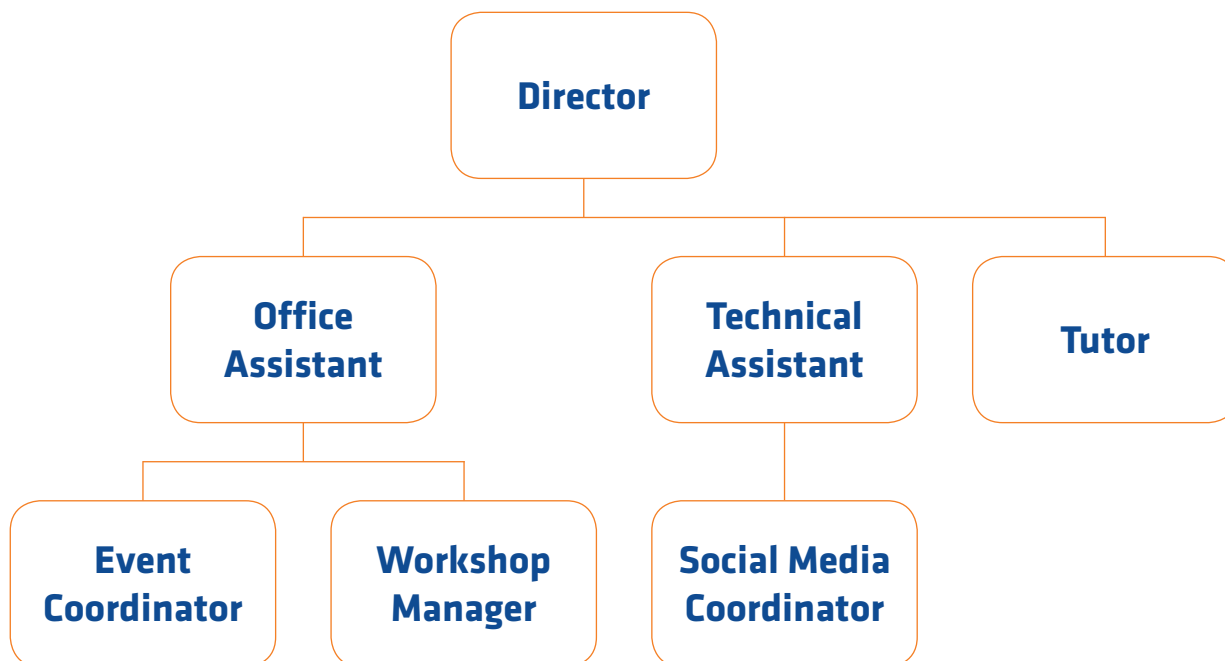 Director
Office
Assistant
Technical
Assistant
Tutor
Event
Coordinator
Workshop
Manager
Social Media
Coordinator